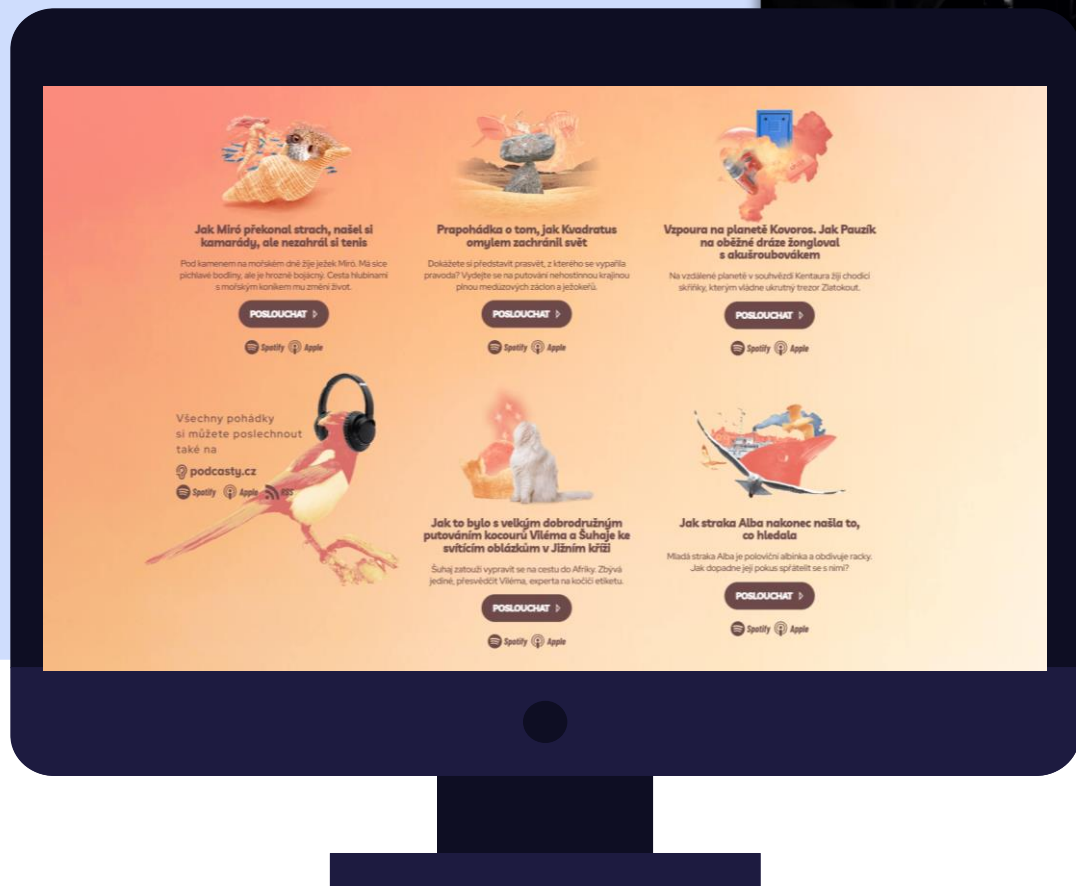 Jak Miró překonal strach, našel si
kamarády, ale nezahrál si tenis
Pod kamenem na mořském dně žije ježek Miró. Má sice
píchlavé bodliny, ale je hrozně bojácný. Cesta hlubinami
s mořským koníkem mu změní život.
POSLOUCHAT
Spotify Apple
Prapohádka o tom, jak Kvadratus
omylem zachránil svět
Dokážete si představit prasvět, z kterého se vypařila
pravoda? Vydejte se na putování nehostinnou krajinou
plnou medúzových záclon a ježokeřů.
POSLOUCHAT
Spotify Apple
Vzpoura na planetě Kovoros. Jak Pauzík
na oběžné dráze žongloval
s akušroubovákem
Na vzdálené planetě v souhvězdí Kentaura žijí chodící
skříňky, kterým vládne ukrutný trezor Zlatokout.
POSLOUCHAT
Spotify Apple
Všechny pohádky
si můžete poslechnout
také na
podcasty.cz
Spotify Apple RSS
Jak to bylo s velkým dobrodružným
putováním kocourů Viléma a Šuhaje ke
svítícím oblázkům v Jižním kříži
Šuhaj zatouží vypravit se na cestu do Afriky. Zbývá
jediné, přesvědčit Viléma, experta na kočičí etiketu.
POSLOUCHAT
Spotify Apple
Jak straka Alba nakonec našla to,
co hledala
Mladá straka Alba je poloviční albínka a obdivuje racky.
Jak dopadne její pokus spřátelit se s nimi?
POSLOUCHAT
Spotify Apple